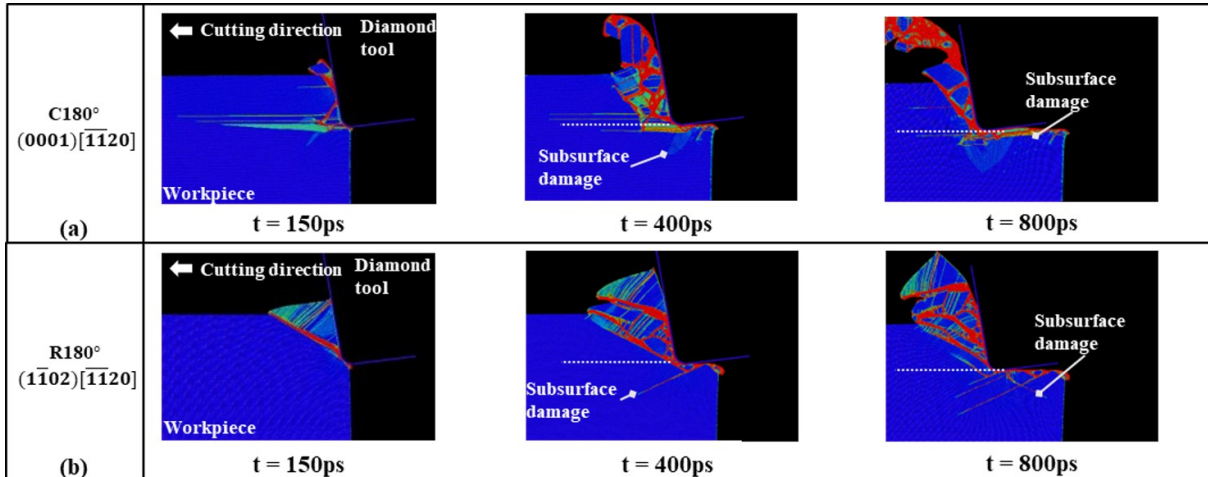 Cutting direction
Diamond
tool
Workpiece
C180°
(0001)[1̅1̅20]
(a)
t = 150ps
Subsurface
damage
t = 400ps
Subsurface
damage
t = 800ps
Cutting direction
Diamond
tool
Workpiece
R180°
(11̅02)[1̅1̅20]
(b)
t = 150ps
Subsurface
damage
t = 400ps
Subsurface
damage
t = 800ps